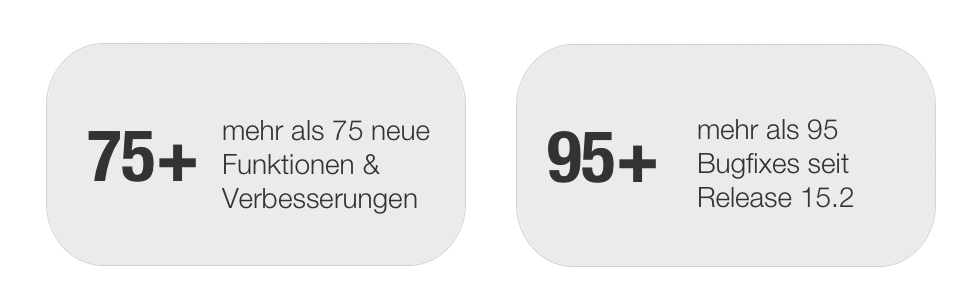 75+
mehr als 75 neue
Funktionen &
Verbesserungen
95+
mehr als 95
Bugfixes seit
Release 15.2